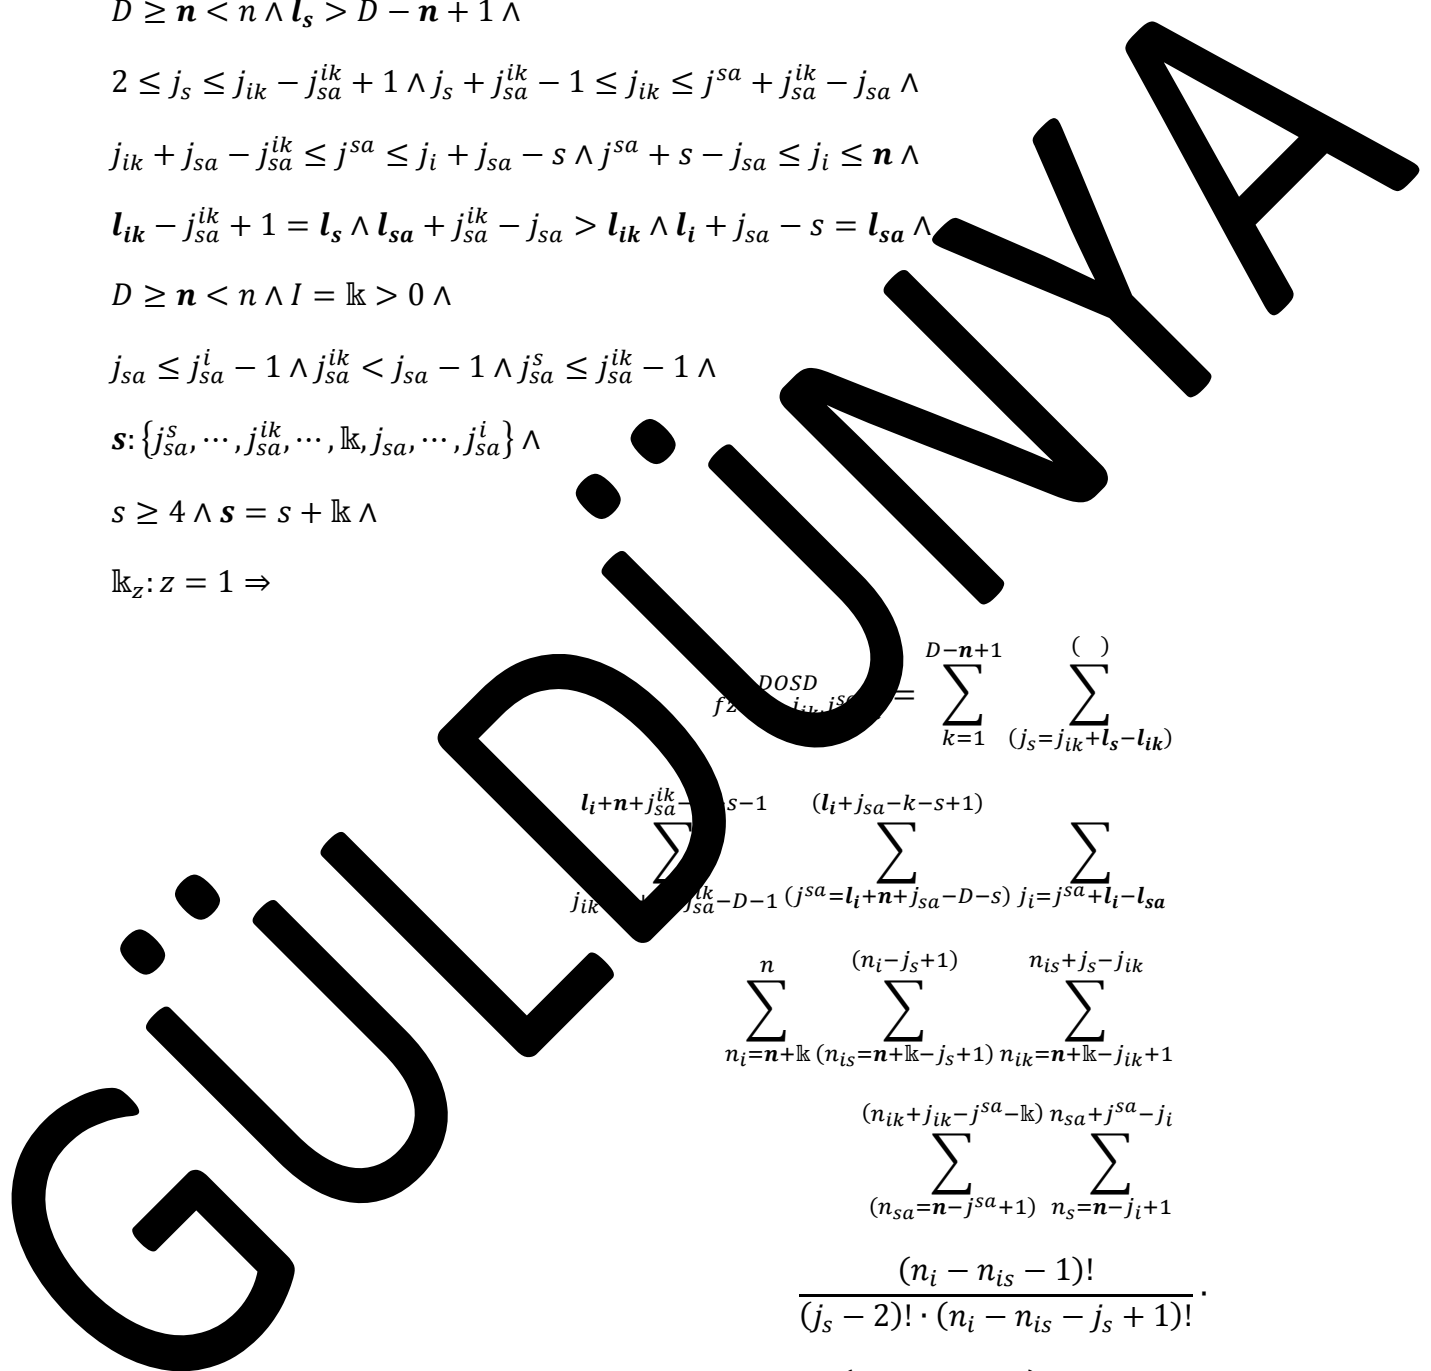 D ≥ 𝒏 < n ∧ 𝒍_𝒔 > D − 𝒏 + 1 ∧
2 ≤ j_s ≤ j_{ik} − j_{sa}^{ik} + 1 ∧ j_s + j_{sa}^{ik} − 1 ≤ j_{ik} ≤ j^{sa} + j_{sa}^{ik} − j_{sa} ∧
j_{ik} + j_{sa} − j_{sa}^{ik} ≤ j^{sa} ≤ j_i + j_{sa} − s ∧ j^{sa} + s − j_{sa} ≤ j_i ≤ 𝒏 ∧
𝒍_{𝒊𝒌} − j_{sa}^{ik} + 1 = 𝒍_𝒔 ∧ 𝒍_{𝒔𝒂} + j_{sa}^{ik} − j_{sa} > 𝒍_{𝒊𝒌} ∧ 𝒍_𝒊 + j_{sa} − s = 𝒍_{𝒔𝒂} ∧
D ≥ 𝒏 < n ∧ I = 𝕜 > 0 ∧
j_{sa} ≤ j_{sa}^i − 1 ∧ j_{sa}^{ik} < j_{sa} − 1 ∧ j_{sa}^s ≤ j_{sa}^{ik} − 1 ∧
𝒔: {j_{sa}^s, ⋯, j_{sa}^{ik}, ⋯, 𝕜, j_{sa}, ⋯, j_{sa}^i} ∧
s ≥ 4 ∧ 𝒔 = s + 𝕜 ∧
𝕜_z: z = 1 ⇒
DOSD = ∑_{k=1}^{D−𝒏+1} ∑_{(j_s=j_{ik}+𝒍_𝒔−𝒍_{𝒊𝒌})}^{( )}
∑ ∑_{(j^{sa}=𝒍_𝒊+𝒏+j_{sa}−D−s)}^{(𝒍_𝒊+j_{sa}−k−s+1)} ∑_{j_i=j^{sa}+𝒍_𝒊−𝒍_{𝒔𝒂}}
∑_{n_i=𝒏+𝕜}^{n} ∑_{(n_{is}=𝒏+𝕜−j_s+1)}^{(n_i−j_s+1)} ∑_{n_{ik}=𝒏+𝕜−j_{ik}+1}^{n_{is}+j_s−j_{ik}}
∑_{(n_{sa}=𝒏−j^{sa}+1)}^{(n_{ik}+j_{ik}−j^{sa}−𝕜)} ∑_{n_s=𝒏−j_i+1}^{n_{sa}+j^{sa}−j_i}
(n_i − n_{is} − 1)!
(j_s − 2)! · (n_i − n_{is} − j_s + 1)! ·
GÜLDÜNYA